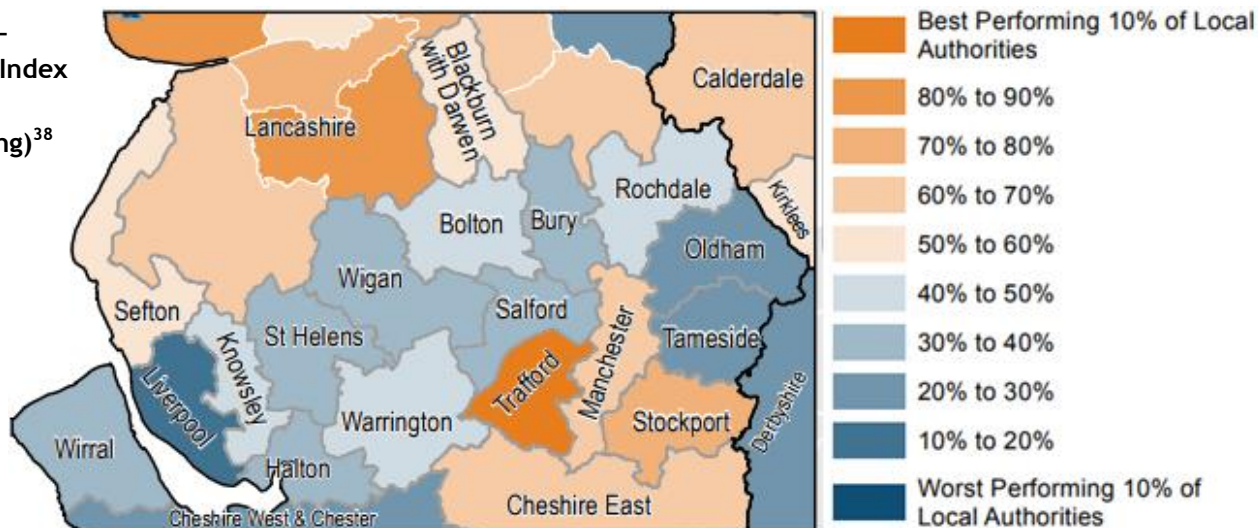 Index
ng)³⁸
Lancashire
Blackburn
with Darwen
Calderdale
Kirklees
Rochdale
Bolton
Bury
Oldham
Wigan
Salford
Sefton
St Helens
Knowsley
Liverpool
Tameside
Trafford
Manchester
Stockport
Warrington
Derbyshire
Wirral
Halton
Cheshire West & Chester
Cheshire East
Best Performing 10% of Local
Authorities
80% to 90%
70% to 80%
60% to 70%
50% to 60%
40% to 50%
30% to 40%
20% to 30%
10% to 20%
Worst Performing 10% of
Local Authorities